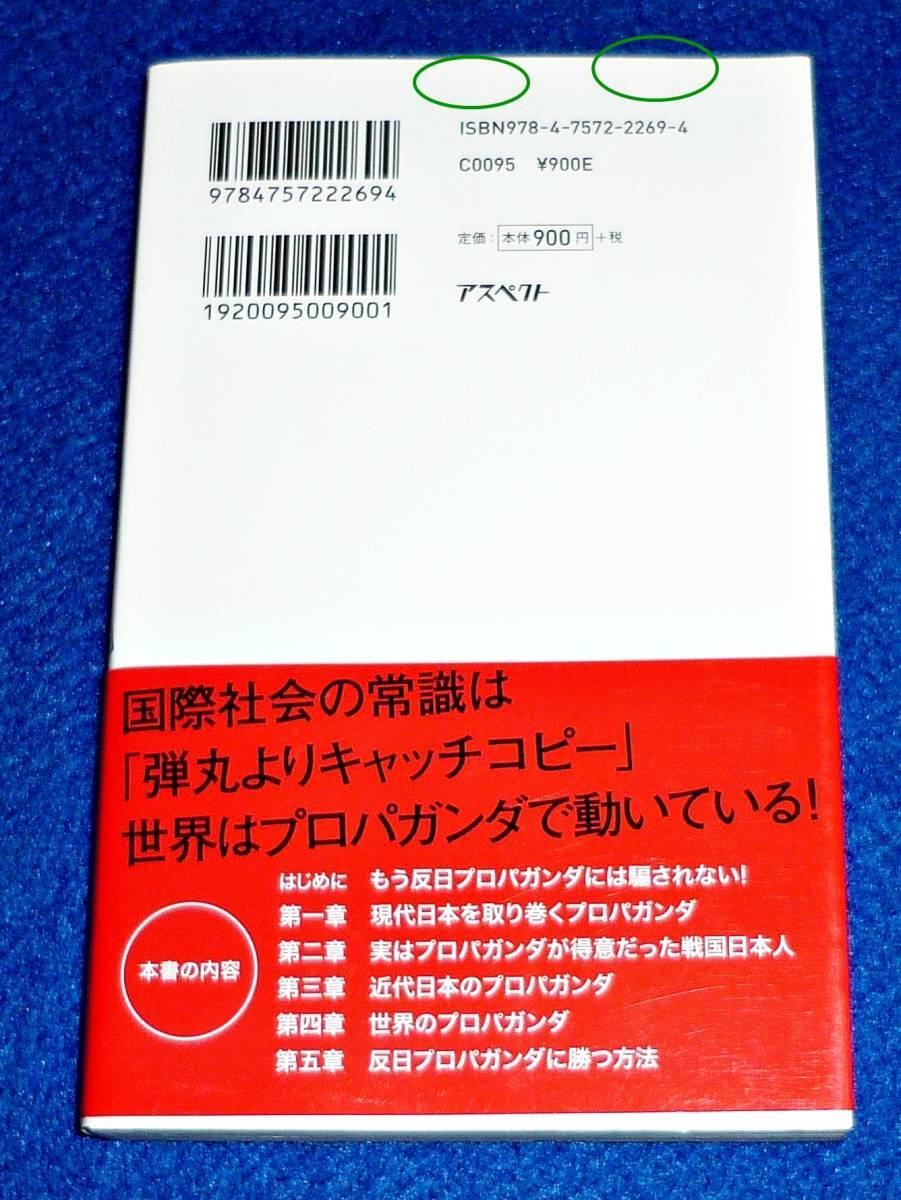 ISBN978-4-7572-2269-4
C0095 ¥900E
9784757222694
定価：本体900円+税
アスペクト
1920095009001
国際社会の常識は
「弾丸よりキャッチコピー」
世界はプロパガンダで動いている！
本書の内容
はじめに もう反日プロパガンダには騙されない！
第一章 現代日本を取り巻くプロパガンダ
第二章 実はプロパガンダが得意だった戦国日本人
第三章 近代日本のプロパガンダ
第四章 世界のプロパガンダ
第五章 反日プロパガンダに勝つ方法